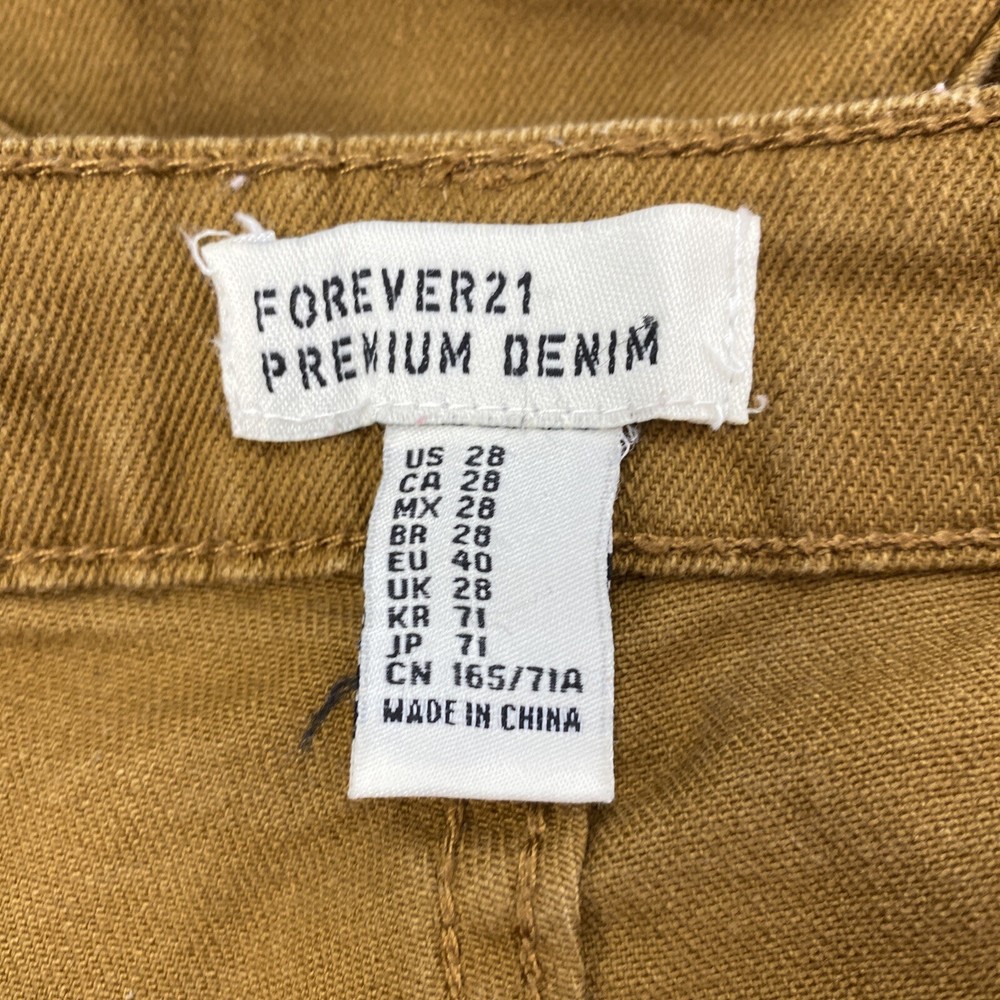 FOREVER21
PREMIUM DENIM
US 28
CA 28
MX 28
BR 28
EU 40
UK 28
KR 71
JP 71
CN 165/71A
MADE IN CHINA